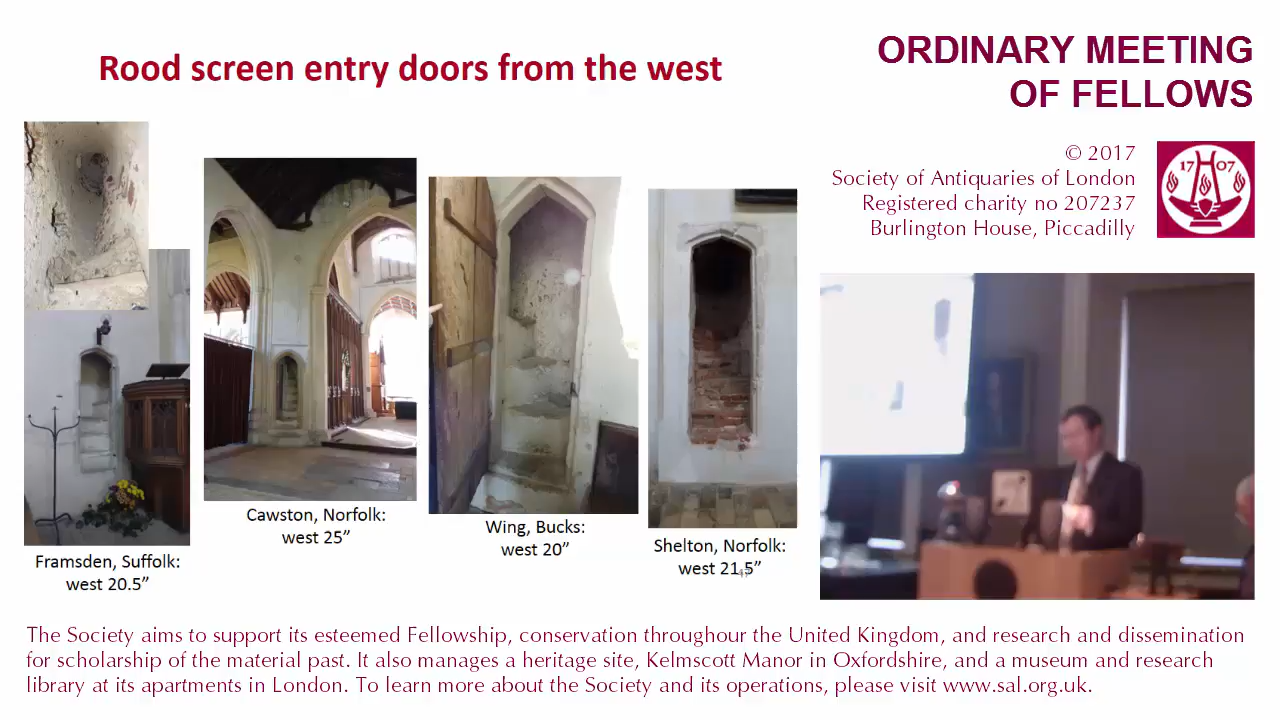 Rood screen entry doors from the west
ORDINARY MEETING
OF FELLOWS
© 2017
Society of Antiquaries of London
Registered charity no 207237
Burlington House, Piccadilly
17 07
Framsden, Suffolk:
west 20.5”
Cawston, Norfolk:
west 25”
Wing, Bucks:
west 20”
Shelton, Norfolk:
west 21.5”
The Society aims to support its esteemed Fellowship, conservation throughour the United Kingdom, and research and dissemination
for scholarship of the material past. It also manages a heritage site, Kelmscott Manor in Oxfordshire, and a museum and research
library at its apartments in London. To learn more about the Society and its operations, please visit www.sal.org.uk.